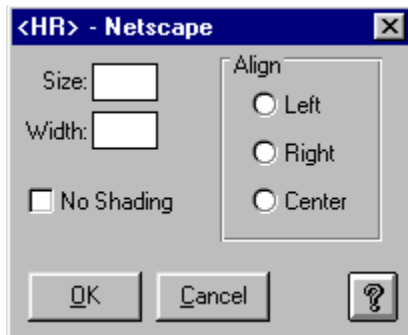 <HR> - Netscape
Size:
Width:
No Shading
Align
Left
Right
Center
OK
Cancel
?